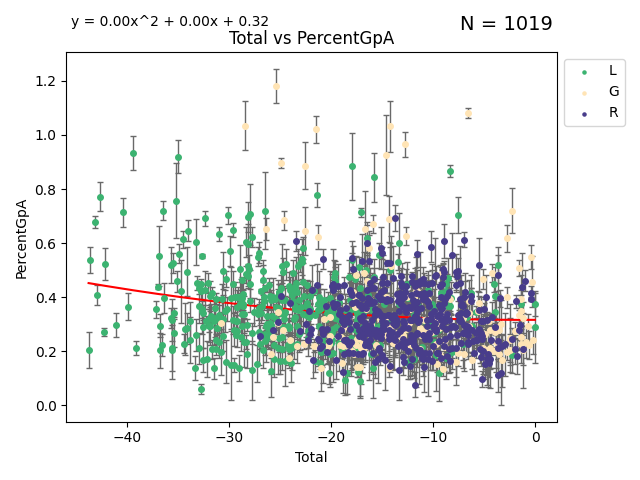 y = 0.00x^2 + 0.00x + 0.32
N = 1019
Total vs PercentGpA
L
G
R
PercentGpA
1.2
1.0
0.8
0.6
0.4
0.2
0.0
−40
−30
−20
−10
0
Total